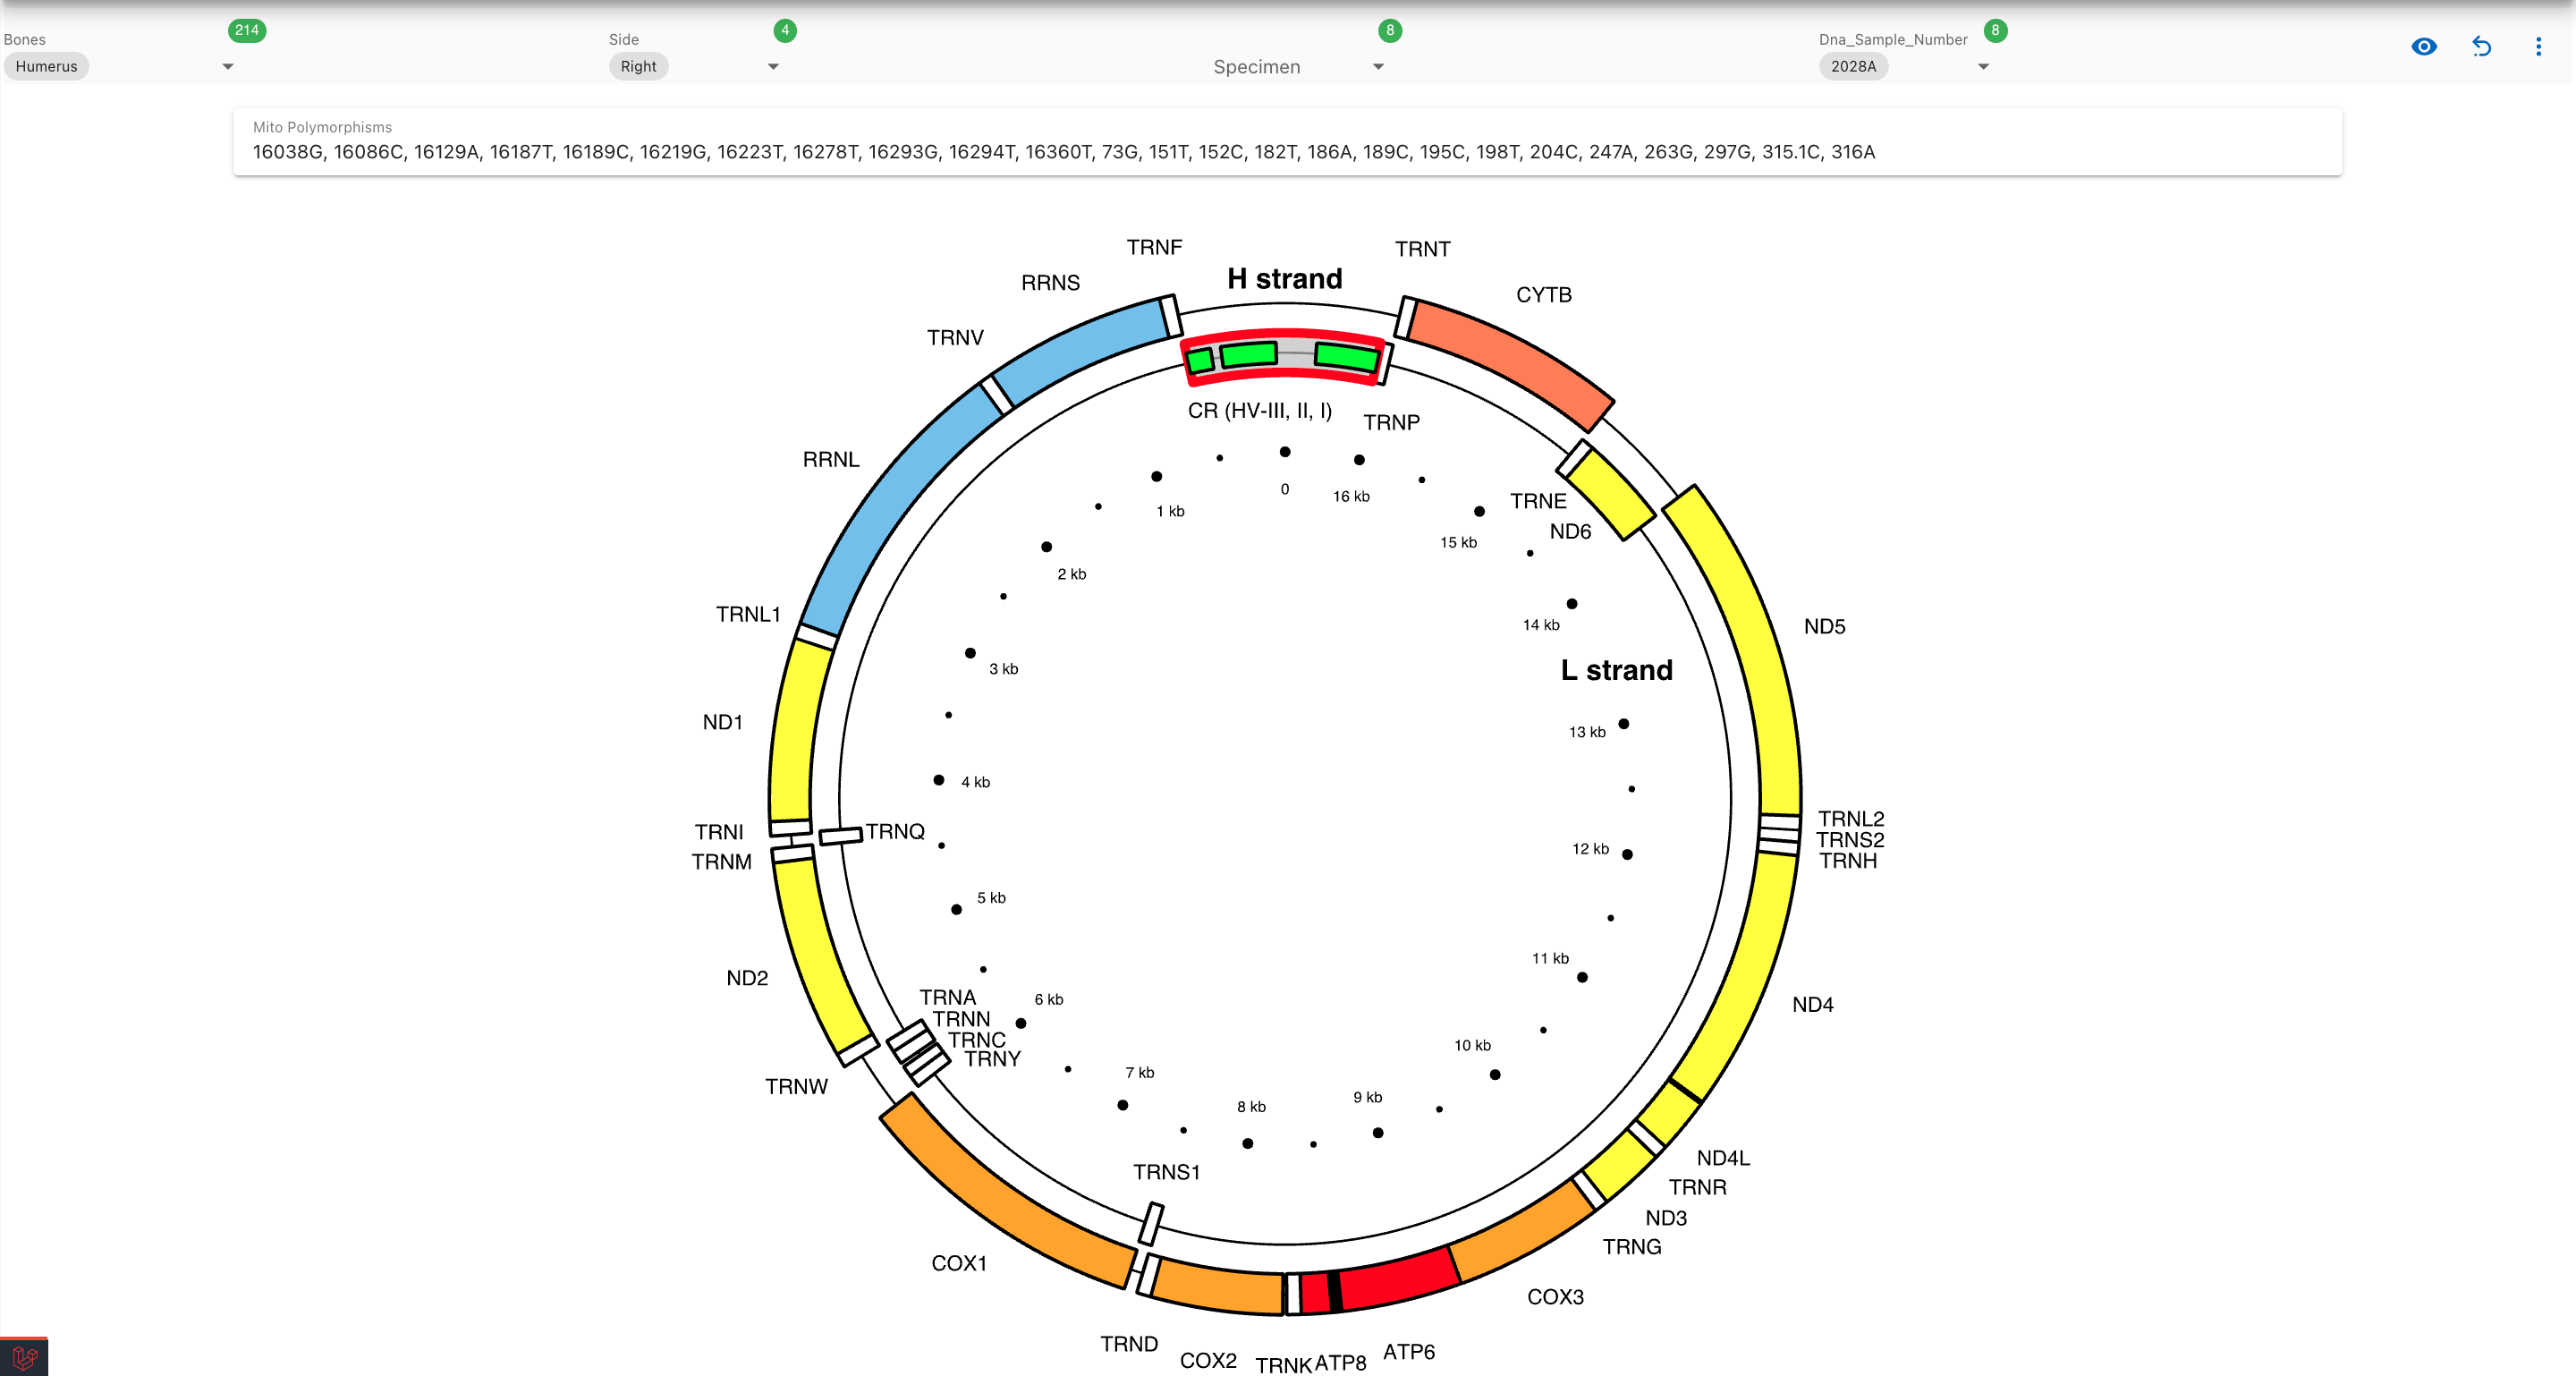 214
4
8
8
Bones
Side
Dna_Sample_Number
Humerus
Right
Specimen
2028A
Mito Polymorphisms
16038G, 16086C, 16129A, 16187T, 16189C, 16219G, 16223T, 16278T, 16293G, 16294T, 16360T, 73G, 151T, 152C, 182T, 186A, 189C, 195C, 198T, 204C, 247A, 263G, 297G, 315.1C, 316A
TRNF
TRNT
H strand
RRNS
CYTB
TRNV
CR (HV-III, II, I)
TRNP
RRNL
0
16 kb
1 kb
TRNE
ND6
15 kb
2 kb
TRNL1
14 kb
ND5
3 kb
L strand
ND1
13 kb
4 kb
TRNI
TRNQ
TRNL2
TRNS2
TRNM
12 kb
TRNH
5 kb
11 kb
ND2
TRNA
6 kb
ND4
TRNN
TRNC
10 kb
TRNY
7 kb
TRNW
9 kb
8 kb
ND4L
TRNS1
TRNR
ND3
TRNG
COX1
COX3
TRND
COX2
TRNK
ATP8
ATP6